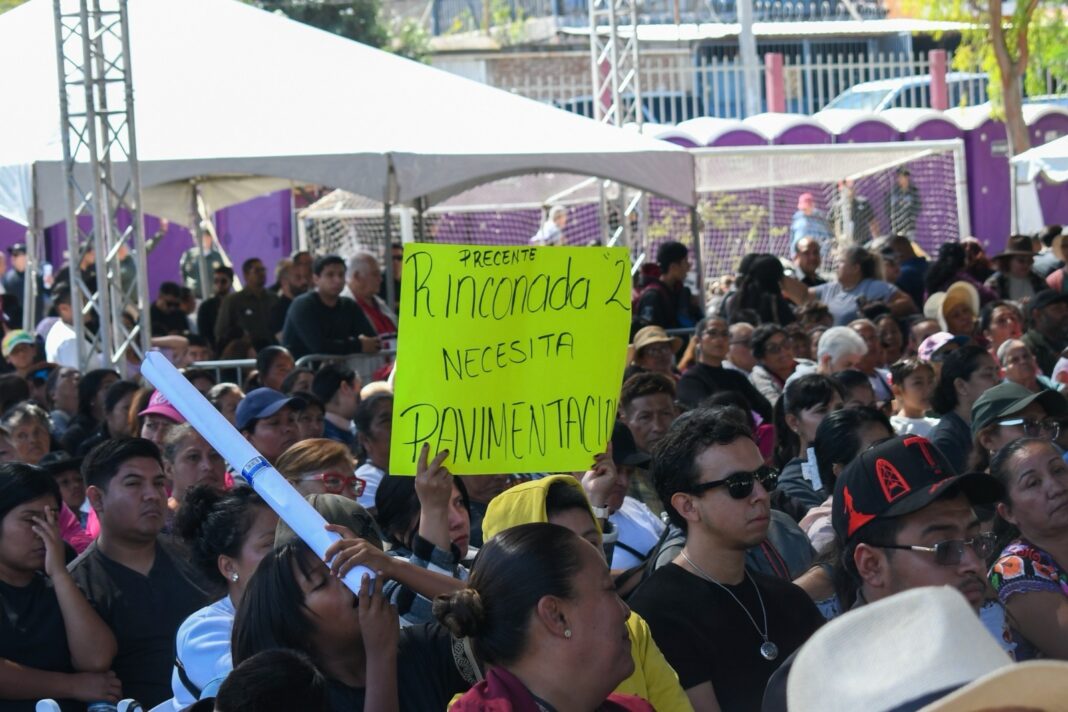 PRECENTE
Rinconada "2"
NECESITA
PAVIMENTACION